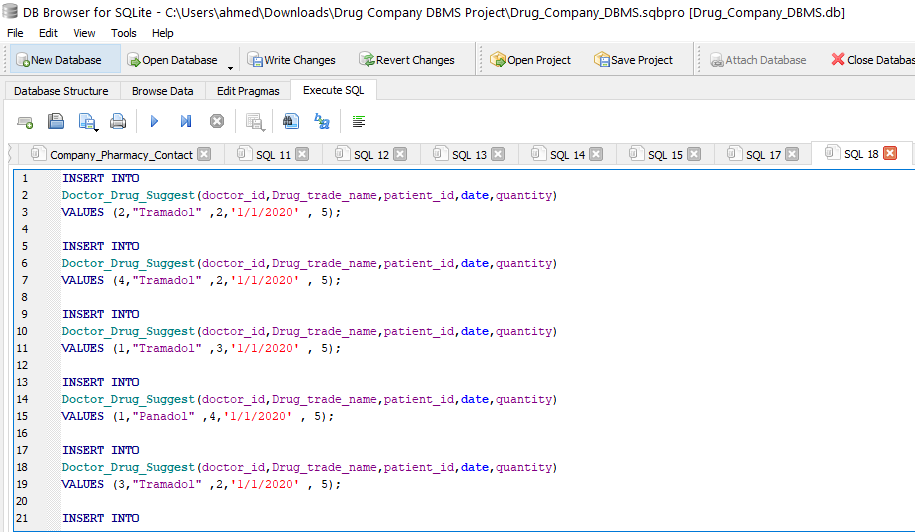 DB Browser for SQLite - C:\Users\ahmed\Downloads\Drug Company DBMS Project\Drug_Company_DBMS.sqbpro [Drug_Company_DBMS.db]
File Edit View Tools Help
New Database Open Database Write Changes Revert Changes Open Project Save Project Attach Database Close Databas
Database Structure Browse Data Edit Pragmas Execute SQL
Company_Pharmacy_Contact SQL 11 SQL 12 SQL 13 SQL 14 SQL 15 SQL 17 SQL 18
1 INSERT INTO
2 Doctor_Drug_Suggest(doctor_id,Drug_trade_name,patient_id,date,quantity)
3 VALUES (2,"Tramadol" ,2,'1/1/2020' , 5);
4
5 INSERT INTO
6 Doctor_Drug_Suggest(doctor_id,Drug_trade_name,patient_id,date,quantity)
7 VALUES (4,"Tramadol" ,2,'1/1/2020' , 5);
8
9 INSERT INTO
10 Doctor_Drug_Suggest(doctor_id,Drug_trade_name,patient_id,date,quantity)
11 VALUES (1,"Tramadol" ,3,'1/1/2020' , 5);
12
13 INSERT INTO
14 Doctor_Drug_Suggest(doctor_id,Drug_trade_name,patient_id,date,quantity)
15 VALUES (1,"Panadol" ,4,'1/1/2020' , 5);
16
17 INSERT INTO
18 Doctor_Drug_Suggest(doctor_id,Drug_trade_name,patient_id,date,quantity)
19 VALUES (3,"Tramadol" ,2,'1/1/2020' , 5);
20
21 INSERT INTO